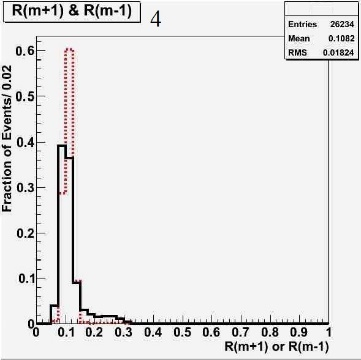 R(m+1) & R(m-1)
4
Entries 26234
Mean 0.1082
RMS 0.01824
Fraction of Events/ 0.02
0.6
0.5
0.4
0.3
0.2
0.1
0
0 0.1 0.2 0.3 0.4 0.5 0.6 0.7 0.8 0.9 1
R(m+1) or R(m-1)